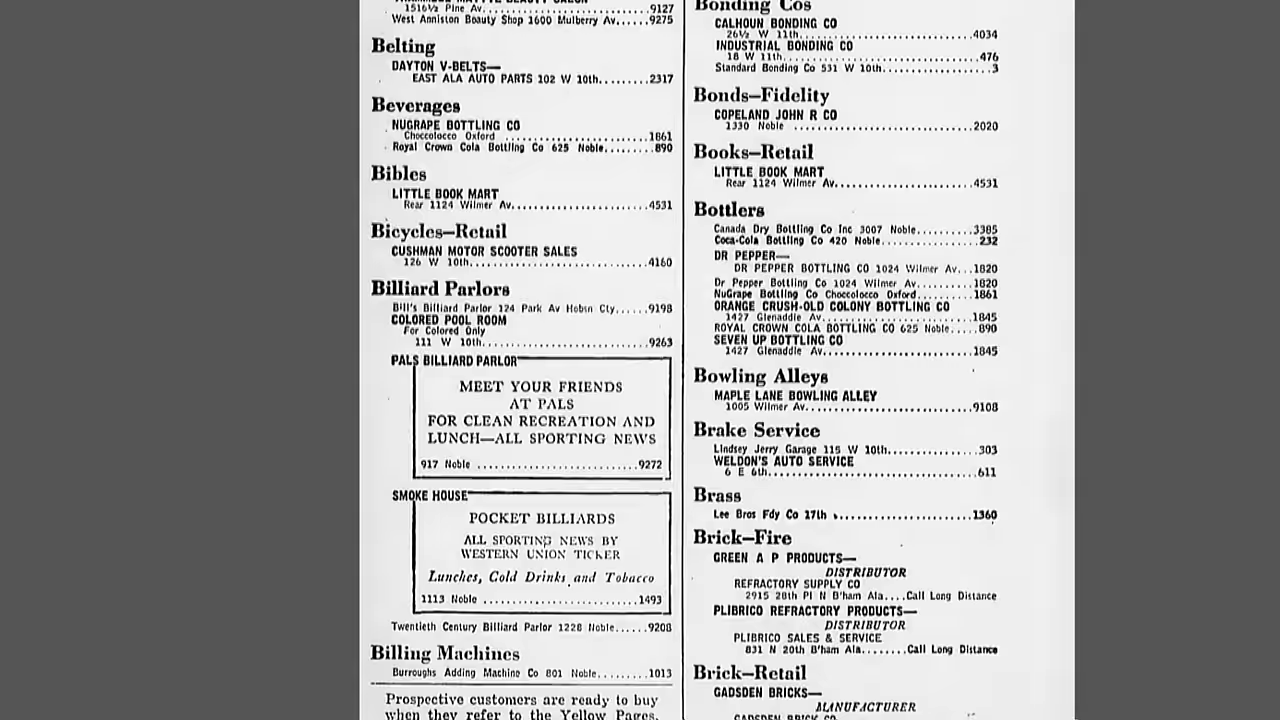 1516½ Pine Av....................9127
West Anniston Beauty Shop 1600 Mulberry Av......9275
Belting
DAYTON V-BELTS—
EAST ALA AUTO PARTS 102 W 10th.........2317
Beverages
NUGRAPE BOTTLING CO
Choccolocco Oxford ......................1861
Royal Crown Cola Bottling Co 625 Noble.........890
Bibles
LITTLE BOOK MART
Rear 1124 Wilmer Av......................4531
Bicycles—Retail
CUSHMAN MOTOR SCOOTER SALES
126 W 10th.............................4160
Billiard Parlors
Bill's Billiard Parlor 124 Park Av Hobsn Cty......9198
COLORED POOL ROOM
For Colored Only
111 W 10th...........................9263
PALS BILLIARD PARLOR
MEET YOUR FRIENDS
AT PALS
FOR CLEAN RECREATION AND
LUNCH—ALL SPORTING NEWS
917 Noble ..........................9272
SMOKE HOUSE
POCKET BILLIARDS
ALL SPORTING NEWS BY
WESTERN UNION TICKER
Lunches, Cold Drinks and Tobacco
1113 Noble .........................1493
Twentieth Century Billiard Parlor 1226 Noble......9208
Billing Machines
Burroughs Adding Machine Co 801 Noble..........1013
Prospective customers are ready to buy
when they refer to the Yellow Pages.
Bonding Cos
CALHOUN BONDING CO
26½ W 11th...........................4034
INDUSTRIAL BONDING CO
18 W 11th.............................476
Standard Bonding Co 531 W 10th................3
Bonds—Fidelity
COPELAND JOHN R CO
1330 Noble ...........................2020
Books—Retail
LITTLE BOOK MART
Rear 1124 Wilmer Av......................4531
Bottlers
Canada Dry Bottling Co Inc 3007 Noble..........3385
Coca-Cola Bottling Co 420 Noble................232
DR PEPPER—
DR PEPPER BOTTLING CO 1024 Wilmer Av...1820
Dr Pepper Bottling Co 1024 Wilmer Av..........1820
NuGrape Bottling Co Choccolocco Oxford.........1861
ORANGE CRUSH-OLD COLONY BOTTLING CO
1427 Glenaddie Av........................1845
ROYAL CROWN COLA BOTTLING CO 625 Noble.....890
SEVEN UP BOTTLING CO
1427 Glenaddie Av........................1845
Bowling Alleys
MAPLE LANE BOWLING ALLEY
1005 Wilmer Av..........................9108
Brake Service
Lindsey Jerry Garage 115 W 10th...............303
WELDON'S AUTO SERVICE
6 E 6th................................611
Brass
Lee Bros Fdy Co 17th .......................1360
Brick—Fire
GREEN A P PRODUCTS—
DISTRIBUTOR
REFRACTORY SUPPLY CO
2915 28th Pl N B'ham Ala....Call Long Distance
PLIBRICO REFRACTORY PRODUCTS—
DISTRIBUTOR
PLIBRICO SALES & SERVICE
831 N 20th B'ham Ala........Call Long Distance
Brick—Retail
GADSDEN BRICKS—
MANUFACTURER
GADSDEN BRICK CO